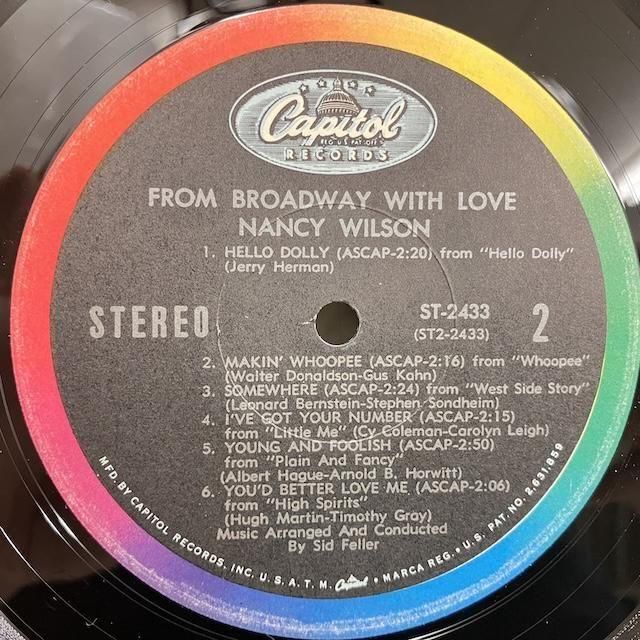 Capitol
REG. U.S. PAT. OFF.
RECORDS
FROM BROADWAY WITH LOVE
NANCY WILSON
1. HELLO DOLLY (ASCAP-2:20) from "Hello Dolly"
(Jerry Herman)
STEREO
ST-2433
(ST2-2433)
2
2. MAKIN' WHOOPEE (ASCAP-2:16) from "Whoopee"
(Walter Donaldson-Gus Kahn)
3. SOMEWHERE (ASCAP-2:24) from "West Side Story"
(Leonard Bernstein-Stephen Sondheim)
4. I'VE GOT YOUR NUMBER (ASCAP-2:15)
from "Little Me" (Cy Coleman-Carolyn Leigh)
5. YOUNG AND FOOLISH (ASCAP-2:50)
from "Plain And Fancy"
(Albert Hague-Arnold B. Horwitt)
6. YOU'D BETTER LOVE ME (ASCAP-2:06)
from "High Spirits"
(Hugh Martin-Timothy Gray)
Music Arranged And Conducted
By Sid Feller
MFD. BY CAPITOL RECORDS, INC. U.S.A. T.M. Capitol • MARCA REG. • U.S. PAT. NO. 2,631,859